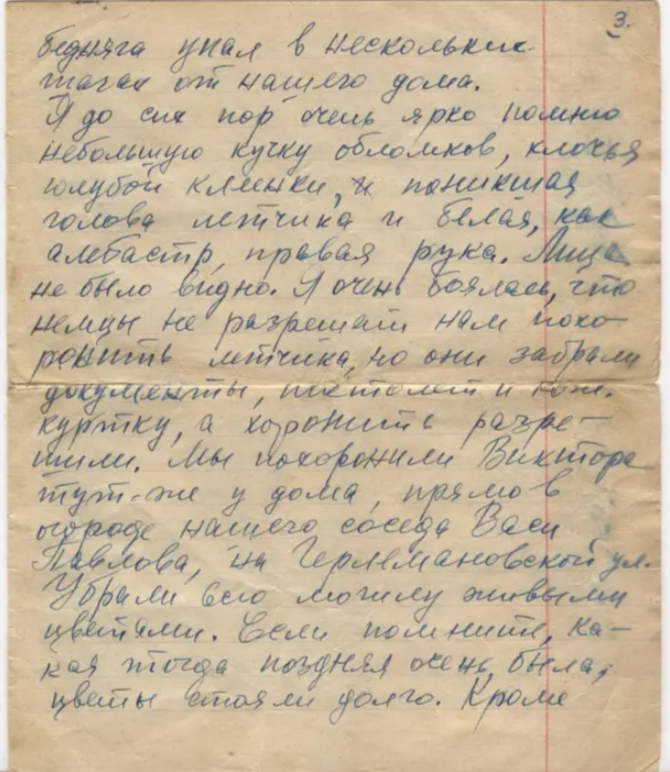 3.
бедняга упал в нескольких
шагах от нашего дома.
Я до сих пор очень ярко помню
небольшую кучку обломков, клочья
голубой клеенки, и поникшая
голова летчика и белая, как
алебастр, правая рука. Лица
не было видно. Я очень боялась, что
немцы не разрешат нам похо-
ронить летчика, но они забрали
документы, пистолет и кож.
куртку, а хоронить разре-
шили. Мы похоронили Виктора
тут-же у дома, прямо в
огороде нашего соседа Васи
Павлова, на ул.
Убрали всю могилу живыми
цветами. Если помните, ка-
кая тогда поздняя очень была,
цветы стояли долго. Кроме